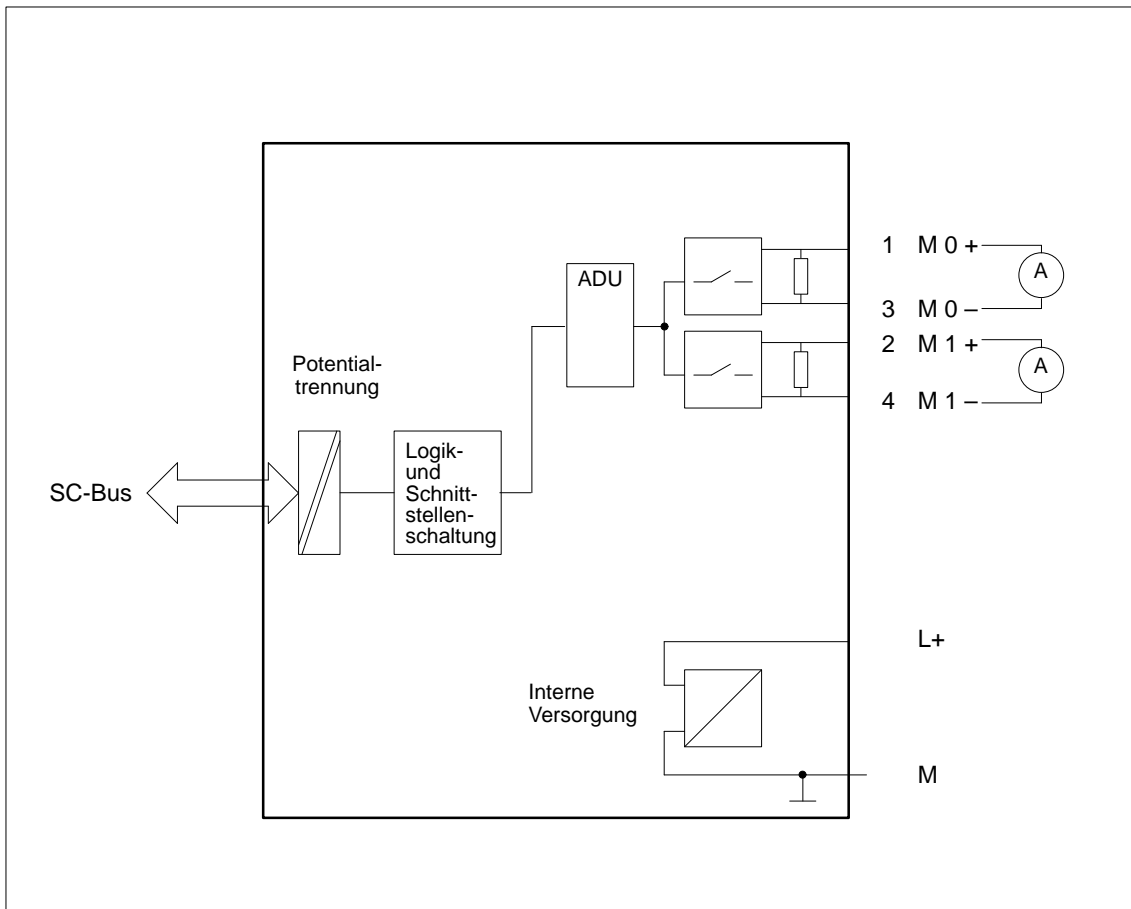 1 M 0 +
A
ADU
3 M 0 –
2 M 1 +
A
4 M 1 –
Potential-
trennung
Logik-
und
Schnitt-
stellen-
schaltung
SC-Bus
L+
Interne
Versorgung
M